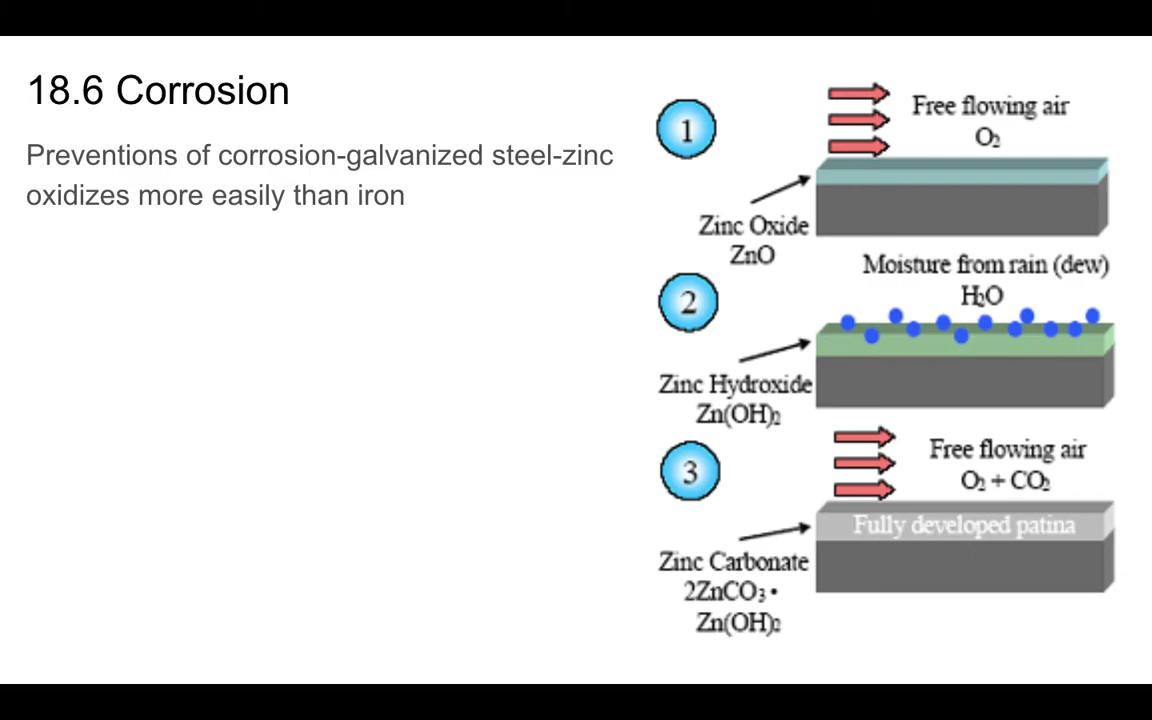 18.6 Corrosion
Preventions of corrosion-galvanized steel-zinc
oxidizes more easily than iron
1
Free flowing air
O₂
Zinc Oxide
ZnO
2
Moisture from rain (dew)
H₂O
Zinc Hydroxide
Zn(OH)₂
3
Free flowing air
O₂ + CO₂
Fully developed patina
Zinc Carbonate
2ZnCO₃ •
Zn(OH)₂